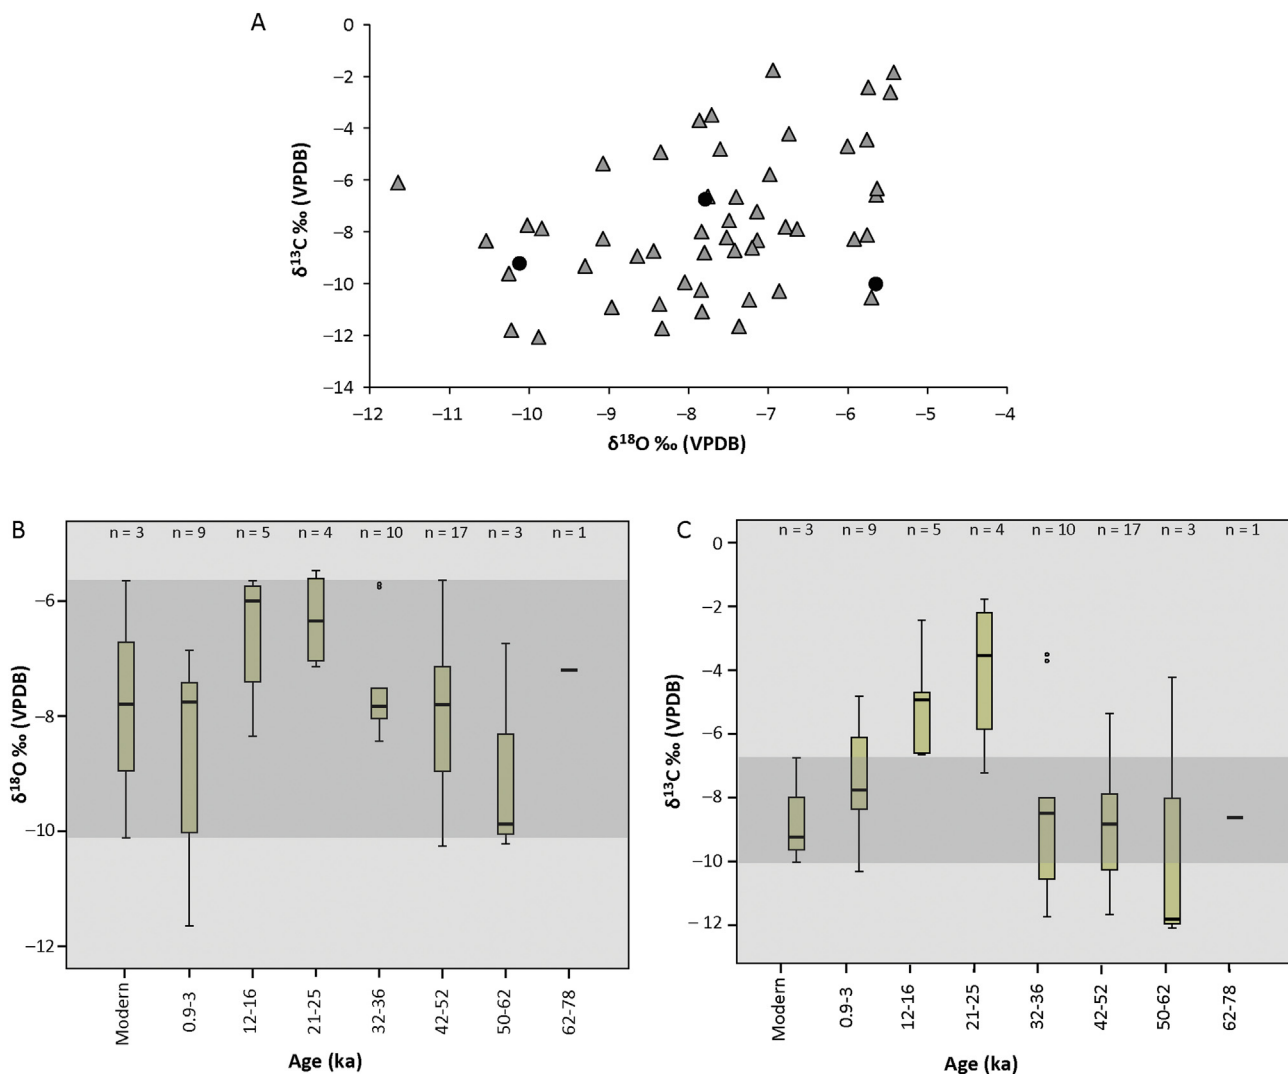 A
0
−2
−4
−6
−8
−10
−12
−14
δ13C ‰ (VPDB)
−12 −11 −10 −9 −8 −7 −6 −5 −4
δ18O ‰ (VPDB)
B
n = 3 n = 9 n = 5 n = 4 n = 10 n = 17 n = 3 n = 1
−6
−8
−10
−12
δ18O ‰ (VPDB)
Modern 0.9-3 12-16 21-25 32-36 42-52 50-62 62-78
Age (ka)
C
n = 3 n = 9 n = 5 n = 4 n = 10 n = 17 n = 3 n = 1
0
−2
−4
−6
−8
−10
− 12
δ13C ‰ (VPDB)
Modern 0.9-3 12-16 21-25 32-36 42-52 50-62 62-78
Age (ka)